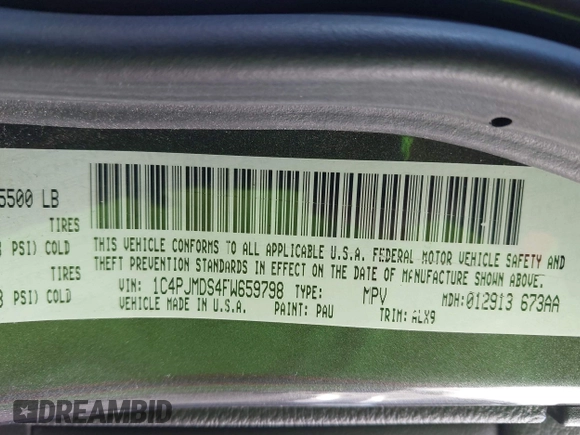 5500 LB
TIRES
PSI) COLD
TIRES
PSI) COLD
THIS VEHICLE CONFORMS TO ALL APPLICABLE U.S.A. FEDERAL MOTOR VEHICLE SAFETY AND
THEFT PREVENTION STANDARDS IN EFFECT ON THE DATE OF MANUFACTURE SHOWN ABOVE.
VIN: 1C4PJMDS4FW659798 TYPE: MPV MDH: 012913 673AA
VEHICLE MADE IN U.S.A. PAINT: PAU TRIM: ALX9
DREAMBID